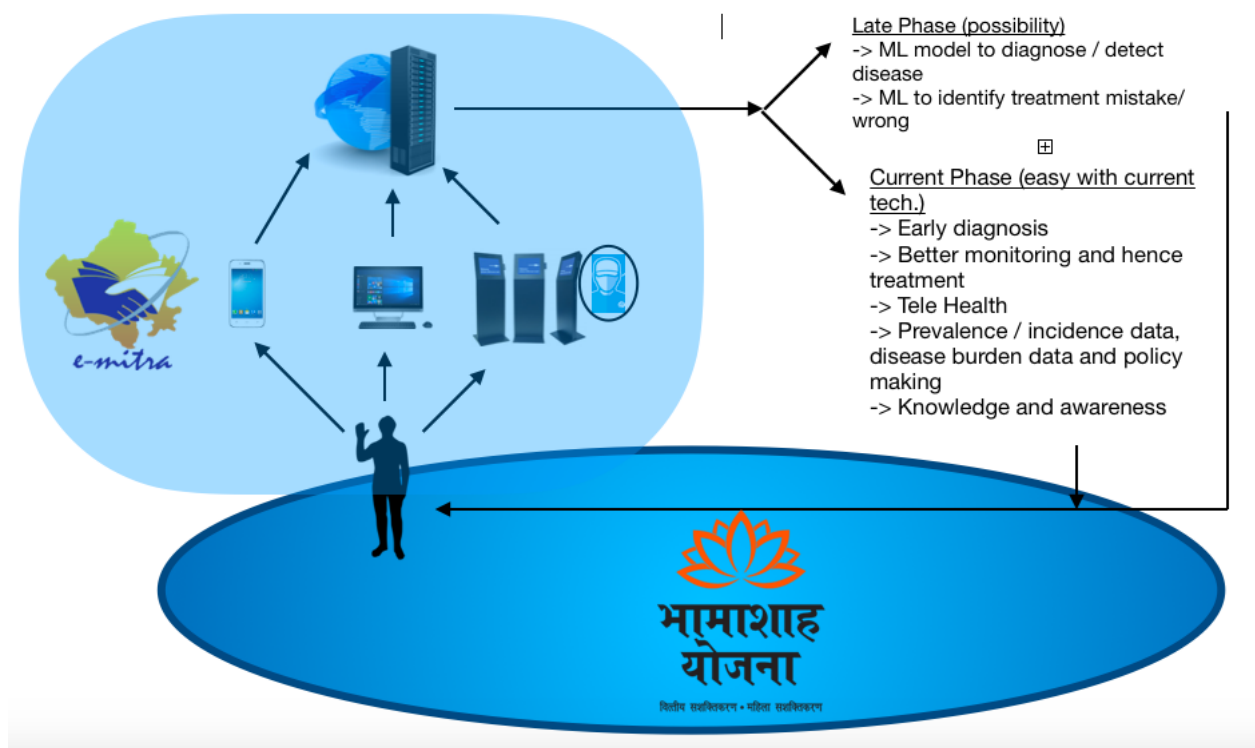 Late Phase (possibility)
-> ML model to diagnose / detect
disease
-> ML to identify treatment mistake/
wrong
Current Phase (easy with current
tech.)
-> Early diagnosis
-> Better monitoring and hence
treatment
-> Tele Health
-> Prevalence / incidence data,
disease burden data and policy
making
-> Knowledge and awareness
e-mitra
भामाशाह
योजना
वित्तीय सशक्तिकरण • महिला सशक्तिकरण